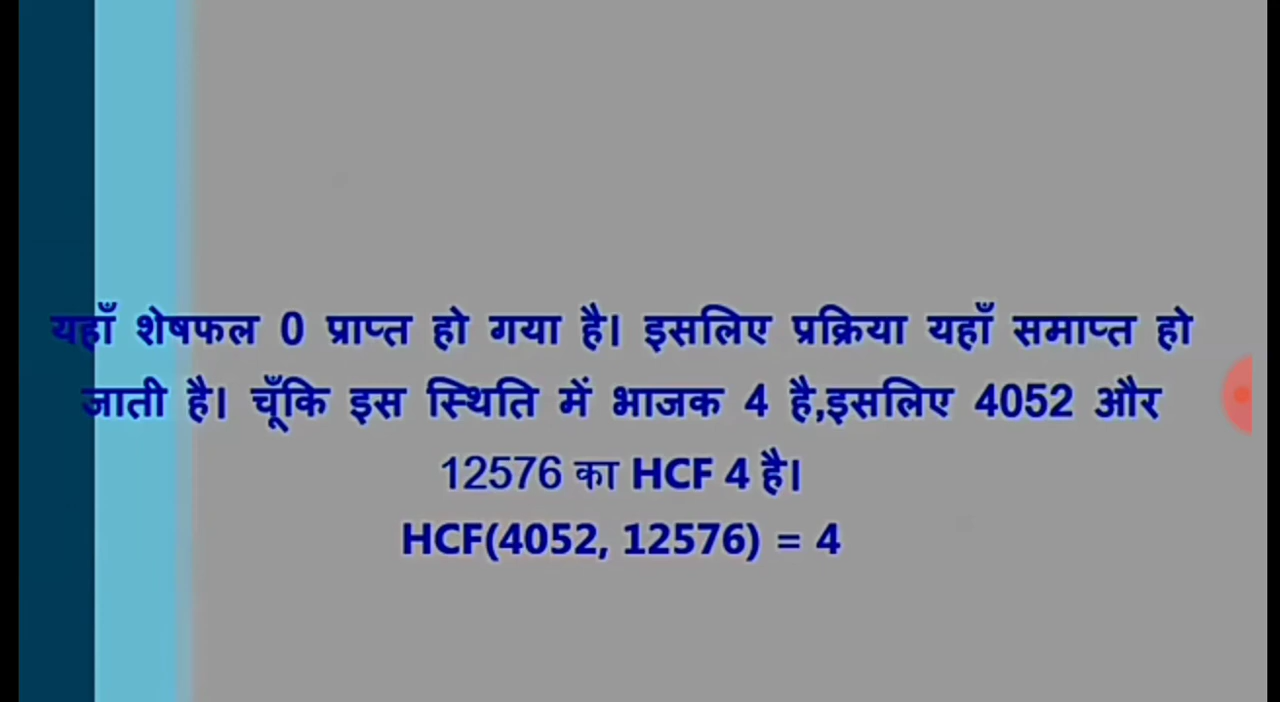 यहाँ शेषफल 0 प्राप्त हो गया है। इसलिए प्रक्रिया यहाँ समाप्त हो
जाती है। चूँकि इस स्थिति में भाजक 4 है,इसलिए 4052 और
12576 का HCF 4 है।
HCF(4052, 12576) = 4